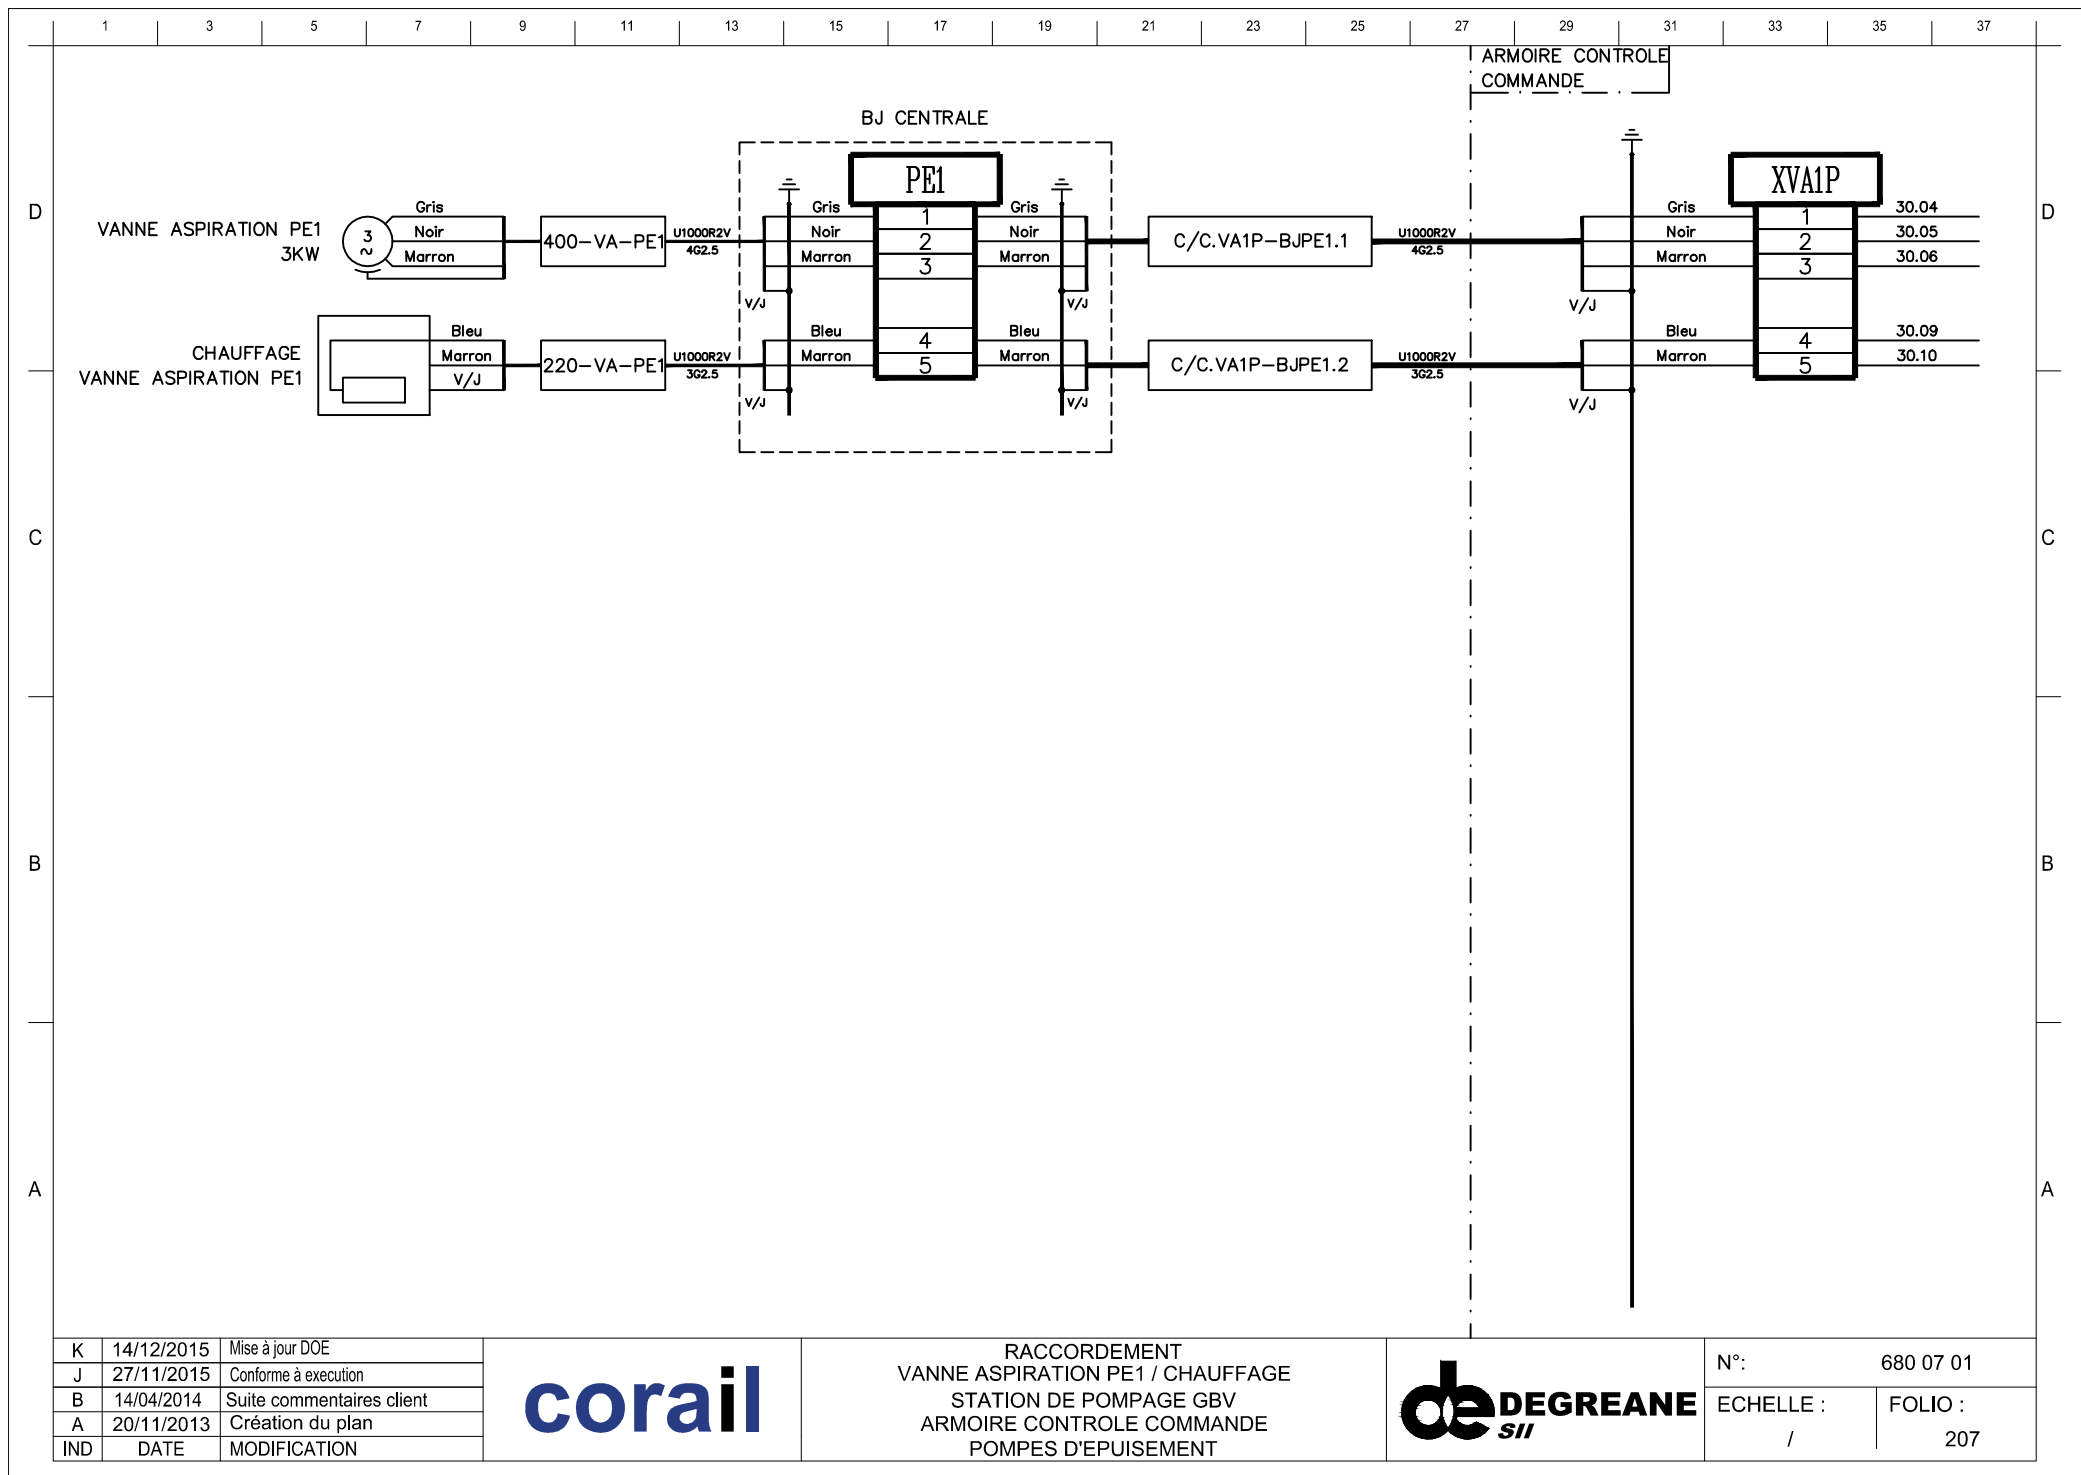 1 3 5 7 9 11 13 15 17 19 21 23 25 27 29 31 33 35 37
ARMOIRE CONTROLE
COMMANDE
BJ CENTRALE
PE1
XVA1P
D
D
VANNE ASPIRATION PE1
3KW
3
~
Gris
Noir
Marron
400-VA-PE1
U1000R2V
4G2.5
Gris
Noir
Marron
V/J
1
2
3
Gris
Noir
Marron
V/J
C/C.VA1P-BJPE1.1
U1000R2V
4G2.5
Gris
Noir
Marron
V/J
1
2
3
30.04
30.05
30.06
CHAUFFAGE
VANNE ASPIRATION PE1
Bleu
Marron
V/J
220-VA-PE1
U1000R2V
3G2.5
Bleu
Marron
V/J
4
5
Bleu
Marron
V/J
C/C.VA1P-BJPE1.2
U1000R2V
3G2.5
Bleu
Marron
V/J
4
5
30.09
30.10
C
C
B
B
A
A
K 14/12/2015 Mise à jour DOE
J 27/11/2015 Conforme à execution
B 14/04/2014 Suite commentaires client
A 20/11/2013 Création du plan
IND DATE MODIFICATION
corail
RACCORDEMENT
VANNE ASPIRATION PE1 / CHAUFFAGE
STATION DE POMPAGE GBV
ARMOIRE CONTROLE COMMANDE
POMPES D'EPUISEMENT
de DEGREANE
SII
N°: 680 07 01
ECHELLE :
/
FOLIO :
207